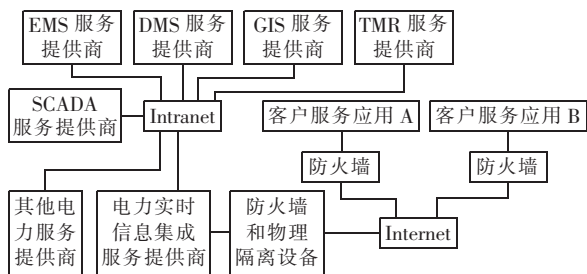 EMS 服务
提供商
DMS 服务
提供商
GIS 服务
提供商
TMR 服务
提供商
SCADA
服务提供商
Intranet
客户服务应用 A
客户服务应用 B
防火墙
防火墙
其他电
力服务
提供商
电力实时
信息集成
服务提供商
防火墙
和物理
隔离设备
Internet